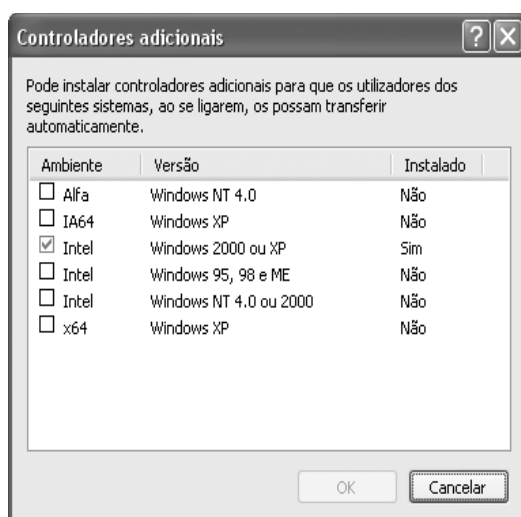 Controladores adicionais
Pode instalar controladores adicionais para que os utilizadores dos
seguintes sistemas, ao se ligarem, os possam transferir
automaticamente.
Ambiente Versão Instalado
Alfa Windows NT 4.0 Não
IA64 Windows XP Não
Intel Windows 2000 ou XP Sim
Intel Windows 95, 98 e ME Não
Intel Windows NT 4.0 ou 2000 Não
x64 Windows XP Não
OK Cancelar